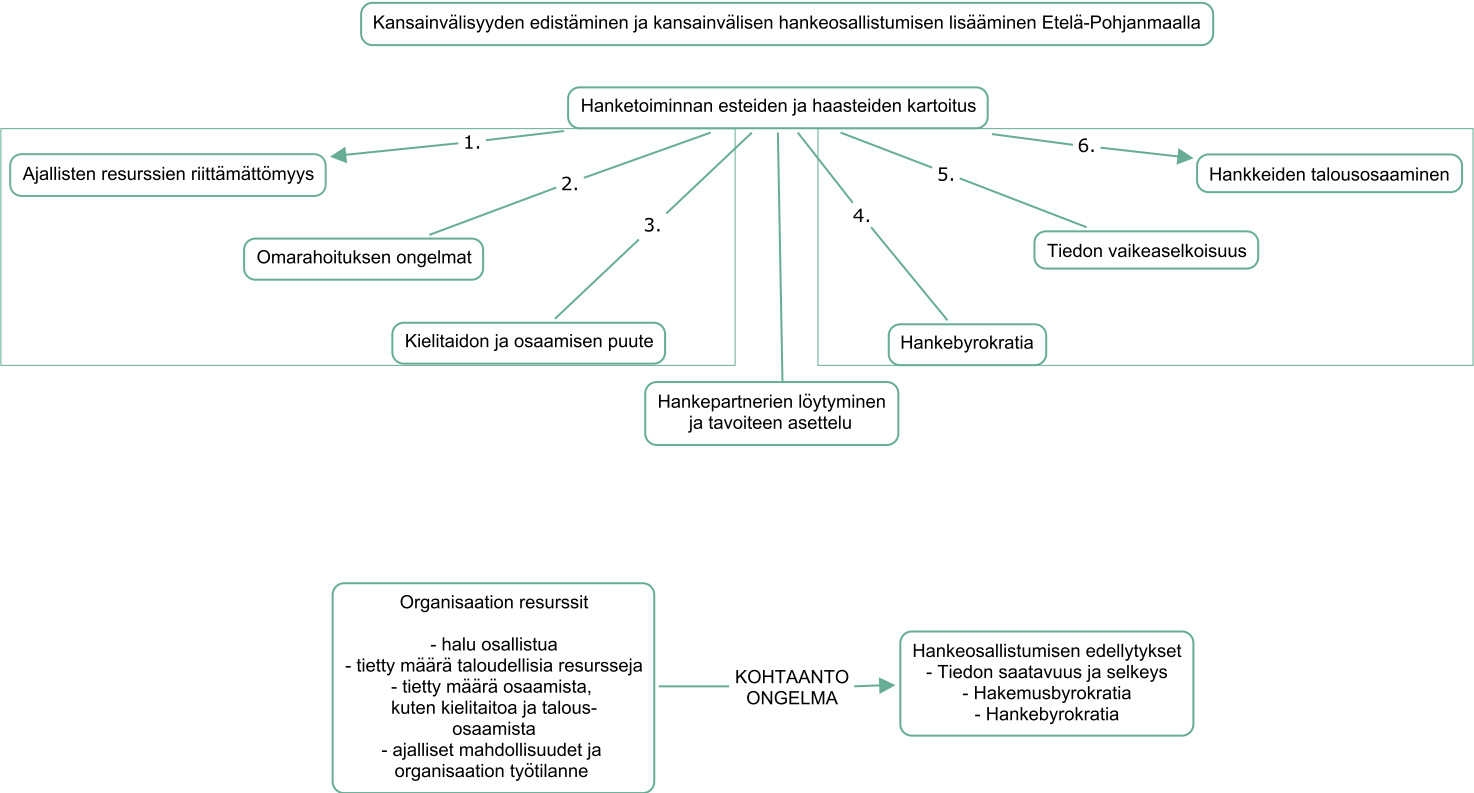 Kansainvälisyyden edistäminen ja kansainvälisen hankeosallistumisen lisääminen Etelä-Pohjanmaalla
Hanketoiminnan esteiden ja haasteiden kartoitus
1.
6.
Ajallisten resurssien riittämättömyys
2.
5.
Hankkeiden talousosaaminen
3.
4.
Omarahoituksen ongelmat
Tiedon vaikeaselkoisuus
Kielitaidon ja osaamisen puute
Hankebyrokratia
Hankepartnerien löytyminen
ja tavoiteen asettelu
Organisaation resurssit
- halu osallistua
- tietty määrä taloudellisia resursseja
- tietty määrä osaamista,
kuten kielitaitoa ja talous-
osaamista
- ajalliset mahdollisuudet ja
organisaation työtilanne
KOHTAANTO
ONGELMA
Hankeosallistumisen edellytykset
- Tiedon saatavuus ja selkeys
- Hakemusbyrokratia
- Hankebyrokratia